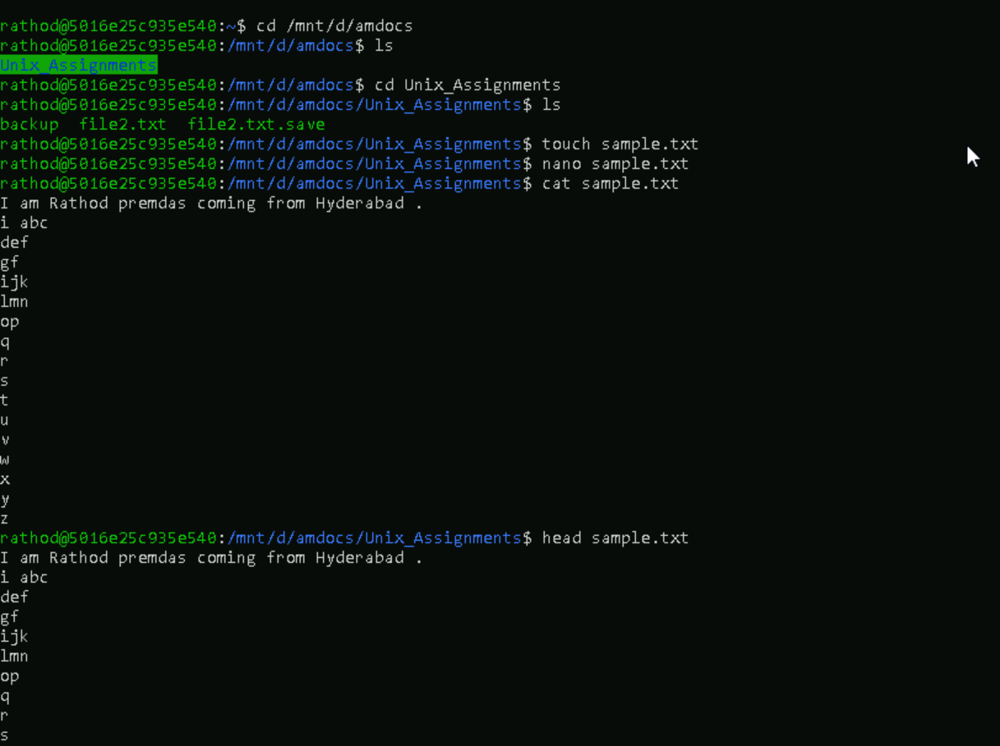 rathod@5016e25c935e540:~$ cd /mnt/d/amdocs
rathod@5016e25c935e540:/mnt/d/amdocs$ ls
Unix_Assignments
rathod@5016e25c935e540:/mnt/d/amdocs$ cd Unix_Assignments
rathod@5016e25c935e540:/mnt/d/amdocs/Unix_Assignments$ ls
backup  file2.txt  file2.txt.save
rathod@5016e25c935e540:/mnt/d/amdocs/Unix_Assignments$ touch sample.txt
rathod@5016e25c935e540:/mnt/d/amdocs/Unix_Assignments$ nano sample.txt
rathod@5016e25c935e540:/mnt/d/amdocs/Unix_Assignments$ cat sample.txt
I am Rathod premdas coming from Hyderabad .
i abc
def
gf
ijk
lmn
op
q
r
s
t
u
v
w
x
y
z
rathod@5016e25c935e540:/mnt/d/amdocs/Unix_Assignments$ head sample.txt
I am Rathod premdas coming from Hyderabad .
i abc
def
gf
ijk
lmn
op
q
r
s